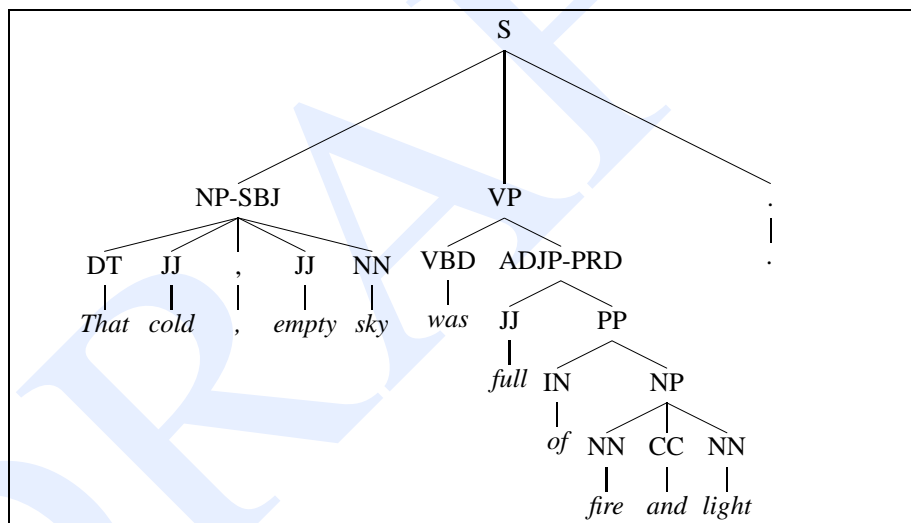 S
NP-SBJ VP .
DT JJ , JJ NN VBD ADJP-PRD .
That cold , empty sky was JJ PP
full IN NP
of NN CC NN
fire and light
DRAFT